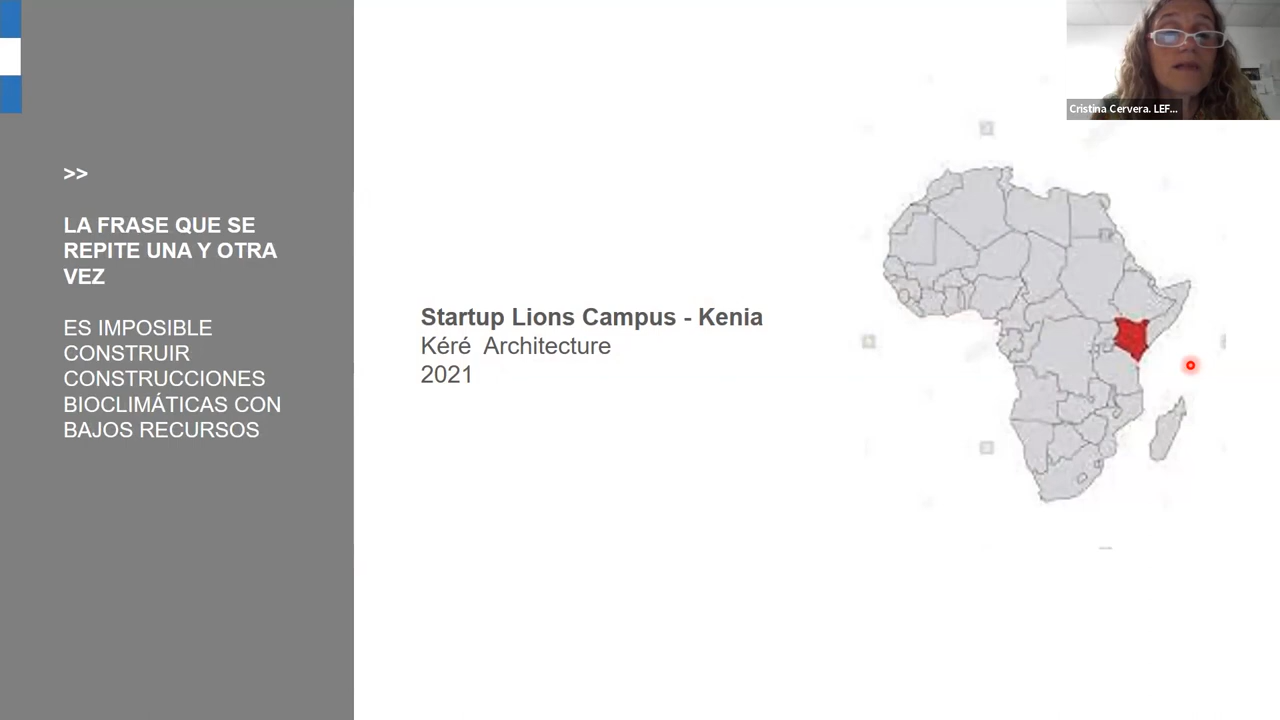 >>
LA FRASE QUE SE
REPITE UNA Y OTRA
VEZ
ES IMPOSIBLE
CONSTRUIR
CONSTRUCCIONES
BIOCLIMÁTICAS CON
BAJOS RECURSOS
Startup Lions Campus - Kenia
Kéré  Architecture
2021
Cristina Cervera. LEF...